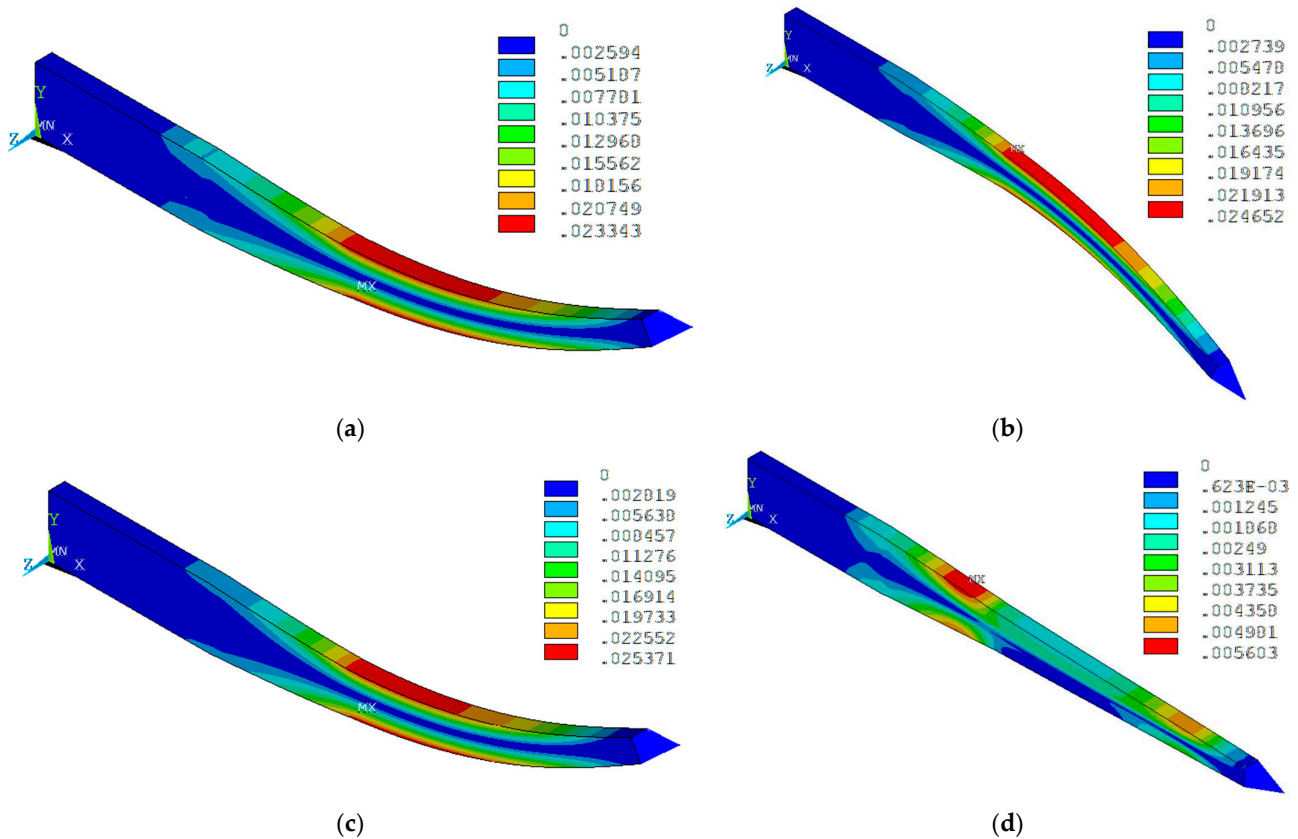 0
.002594
.005187
.007781
.010375
.012968
.015562
.018156
.020749
.023343
Y
MN
Z
X
MX
(a)
0
.002739
.005478
.008217
.010956
.013696
.016435
.019174
.021913
.024652
Y
MN
Z
X
MX
(b)
0
.002819
.005638
.008457
.011276
.014095
.016914
.019733
.022552
.025371
Y
MN
Z
X
MX
(c)
0
.623E-03
.001245
.001868
.00249
.003113
.003735
.004358
.004981
.005603
Y
MN
Z
X
MX
(d)